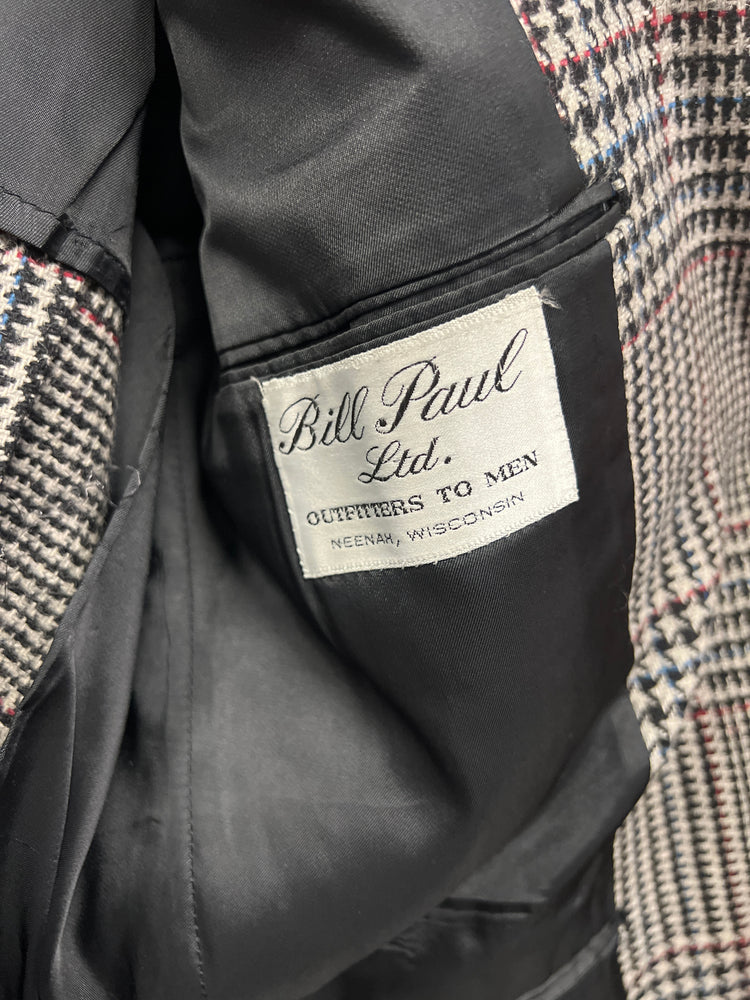 Bill Paul
Ltd.
OUTFITTERS TO MEN
NEENAH, WISCONSIN